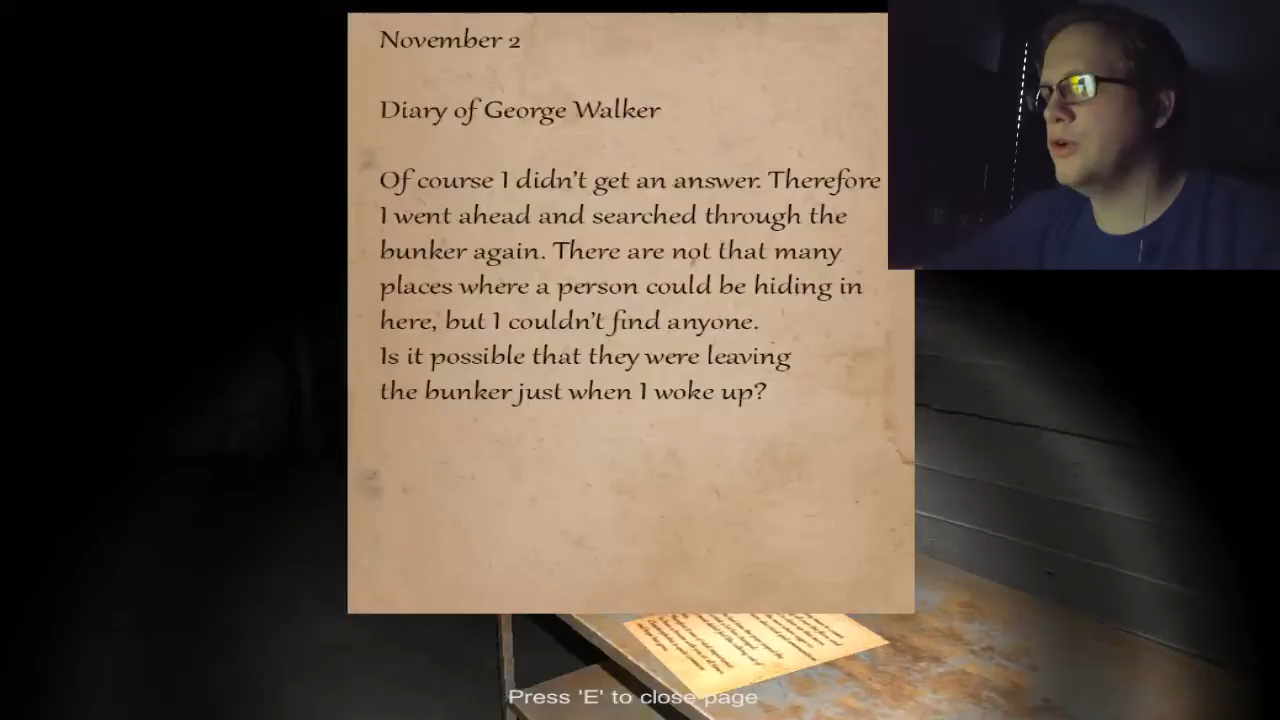 November 2
Diary of George Walker
Of course I didn't get an answer. Therefore
I went ahead and searched through the
bunker again. There are not that many
places where a person could be hiding in
here, but I couldn't find anyone.
Is it possible that they were leaving
the bunker just when I woke up?
Press 'E' to close page